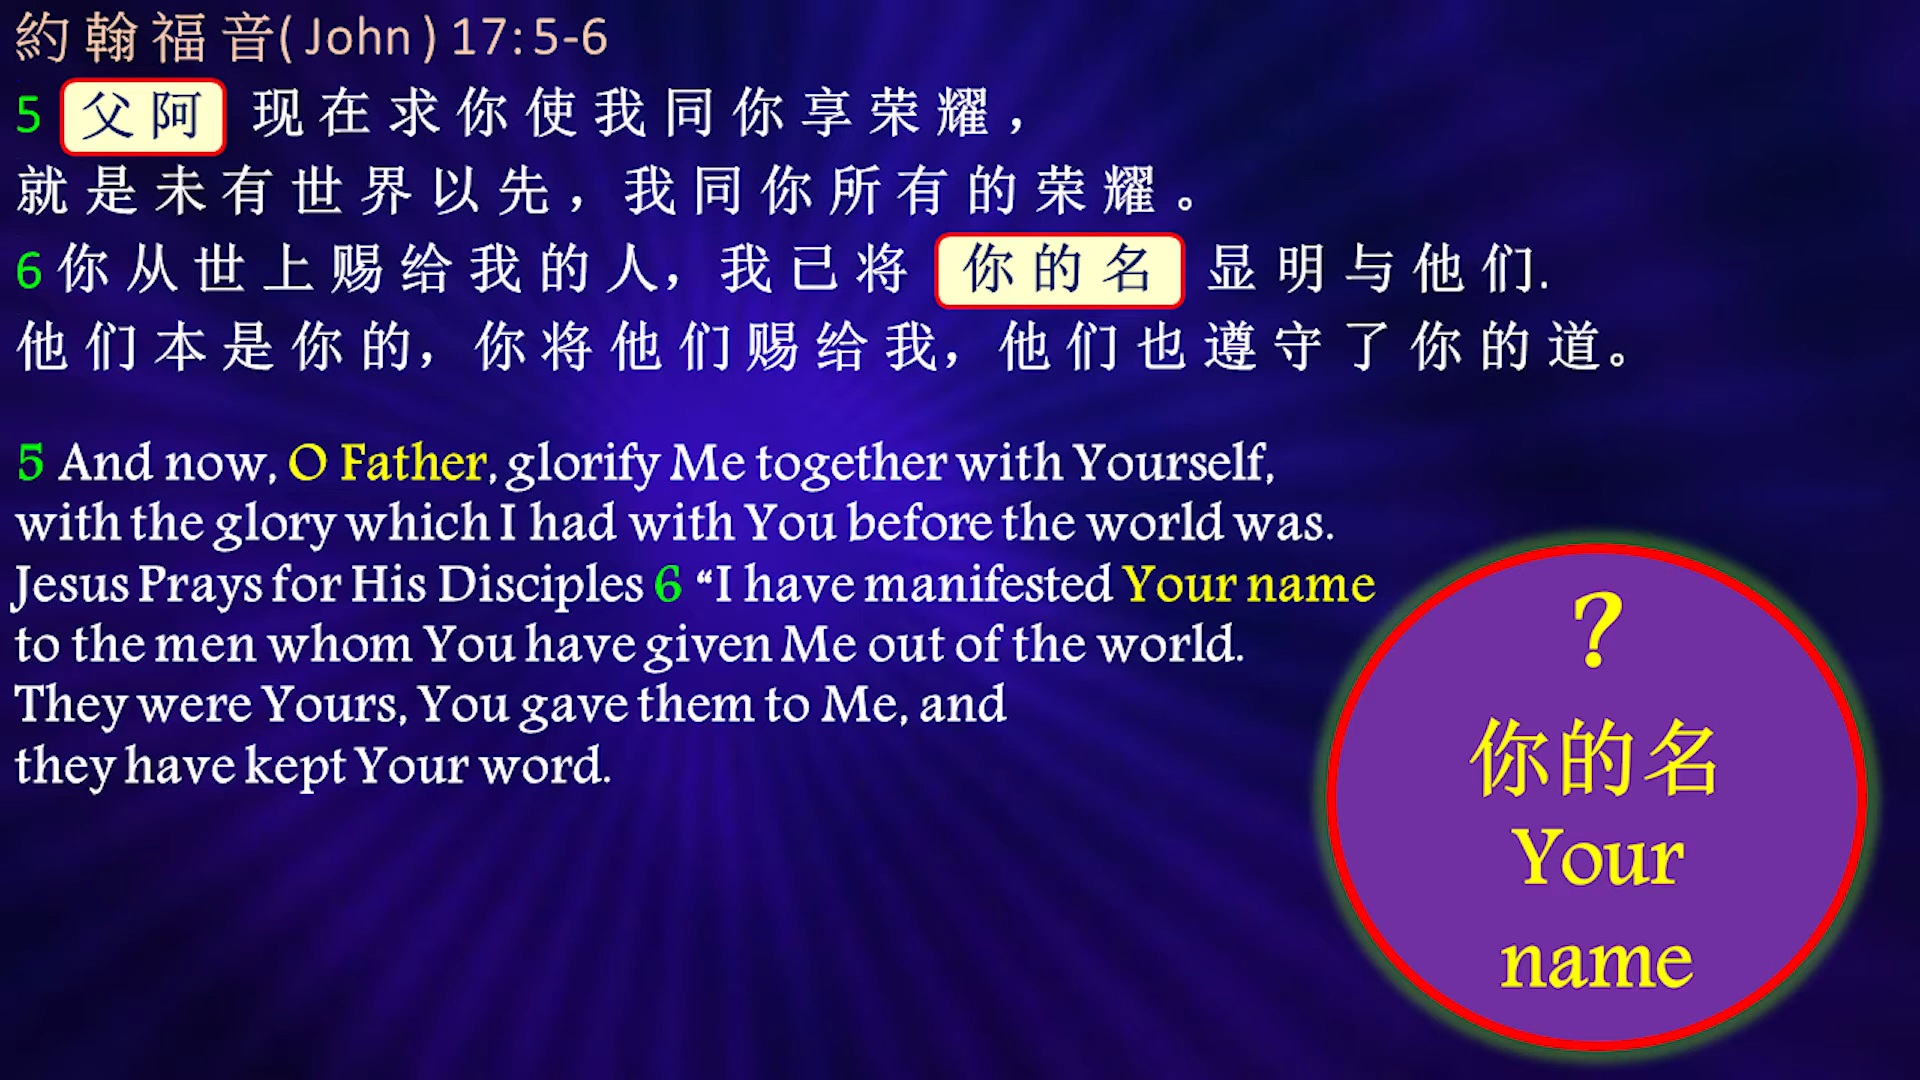 約翰福音(John) 17:5-6
5 父阿 现在求你使我同你享荣耀，
就是未有世界以先，我同你所有的荣耀。
6 你从世上赐给我的人，我已将 你的名 显明与他们.
他们本是你的，你将他们赐给我，他们也遵守了你的道。
5 And now, O Father, glorify Me together with Yourself,
with the glory which I had with You before the world was.
Jesus Prays for His Disciples 6 “I have manifested Your name
to the men whom You have given Me out of the world.
They were Yours, You gave them to Me, and
they have kept Your word.
?
你的名
Your
name